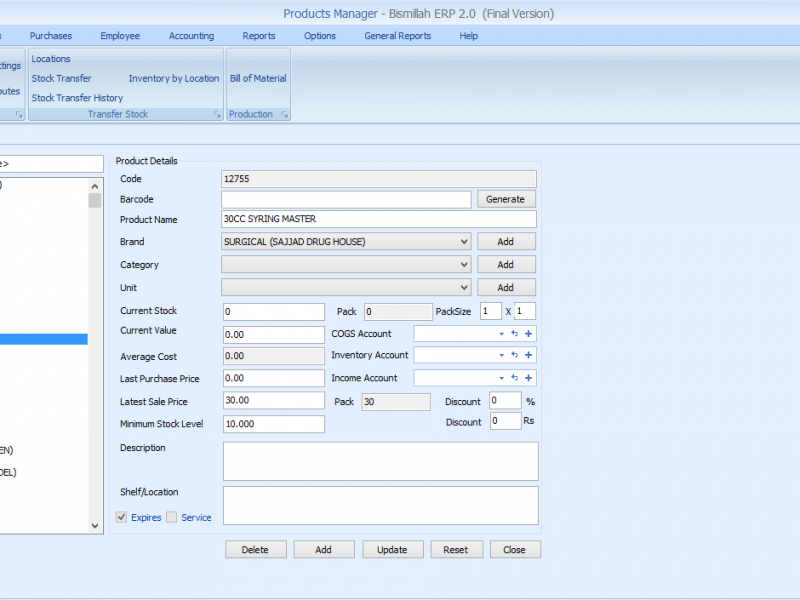 Products Manager - Bismillah ERP 2.0 (Final Version)
Purchases Employee Accounting Reports Options General Reports Help
Locations
Stock Transfer Inventory by Location Bill of Material
Stock Transfer History
Transfer Stock Production
Product Details
Code 12755
Barcode Generate
Product Name 30CC SYRING MASTER
Brand SURGICAL (SAJJAD DRUG HOUSE) Add
Category Add
Unit Add
Current Stock 0 Pack 0 PackSize 1 X 1
Current Value 0.00 COGS Account
Average Cost 0.00 Inventory Account
Last Purchase Price 0.00 Income Account
Latest Sale Price 30.00 Pack 30 Discount 0 %
Minimum Stock Level 10.000 Discount 0 Rs
Description
Shelf/Location
Expires Service
Delete Add Update Reset Close